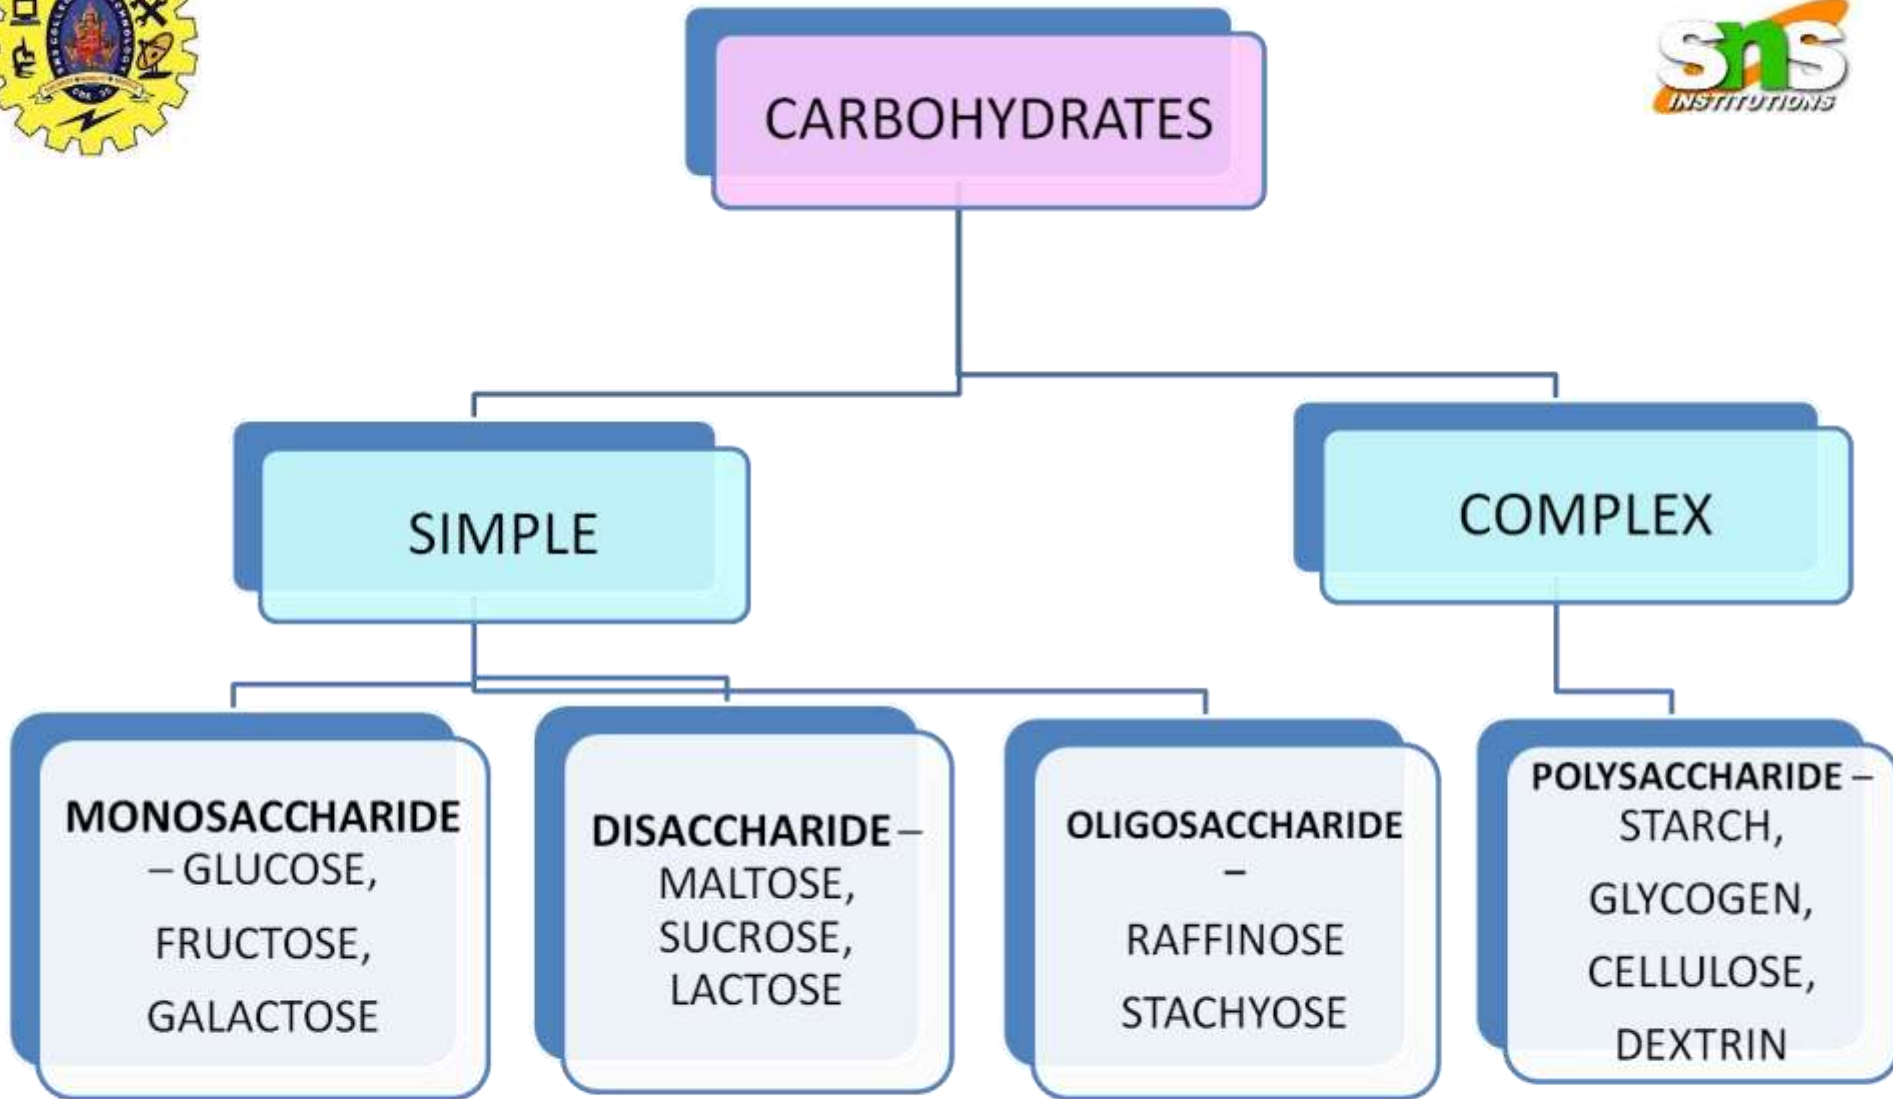 SNS
INSTITUTIONS
CARBOHYDRATES
SIMPLE
COMPLEX
MONOSACCHARIDE
– GLUCOSE,
FRUCTOSE,
GALACTOSE
DISACCHARIDE –
MALTOSE,
SUCROSE,
LACTOSE
OLIGOSACCHARIDE
–
RAFFINOSE
STACHYOSE
POLYSACCHARIDE –
STARCH,
GLYCOGEN,
CELLULOSE,
DEXTRIN